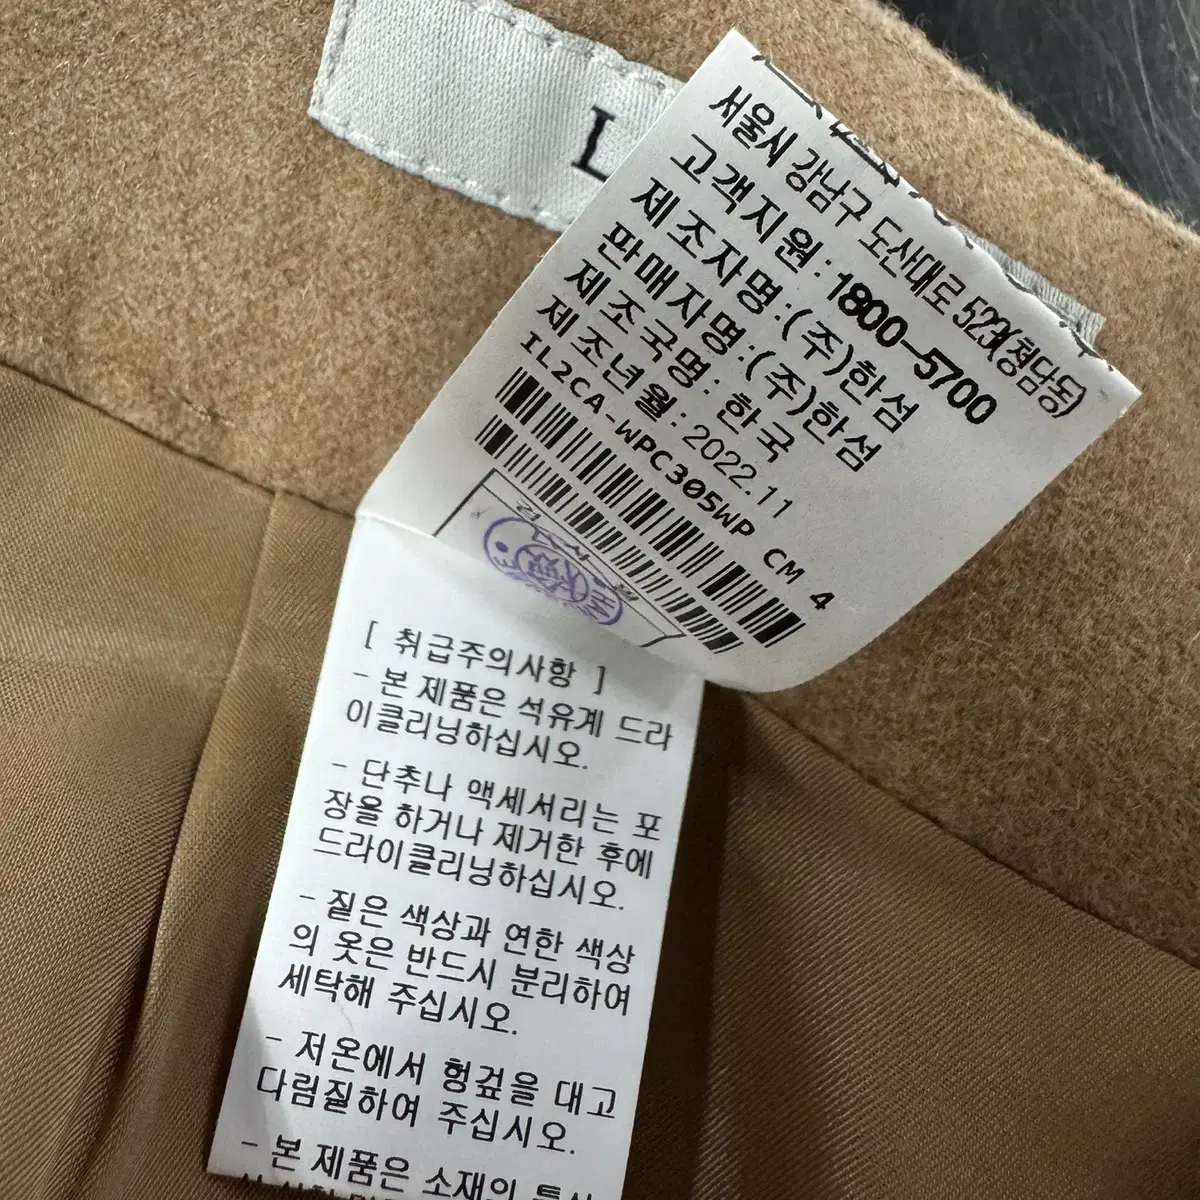 L
서울시 강남구 도산대로 523(청담동)
고객지원: 1800-5700
제조자명:(주)한섬
판매자명:(주)한섬
제조국명: 한국
제조년월: 2022.11
IL2CA-WPC305WP CM 4
[ 취급주의사항 ]
- 본 제품은 석유계 드라
이클리닝하십시오.
- 단추나 액세서리는 포
장을 하거나 제거한 후에
드라이클리닝하십시오.
- 짙은 색상과 연한 색상
의 옷은 반드시 분리하여
세탁해 주십시오.
- 저온에서 헝겊을 대고
다림질하여 주십시오.
- 본 제품은 소재의